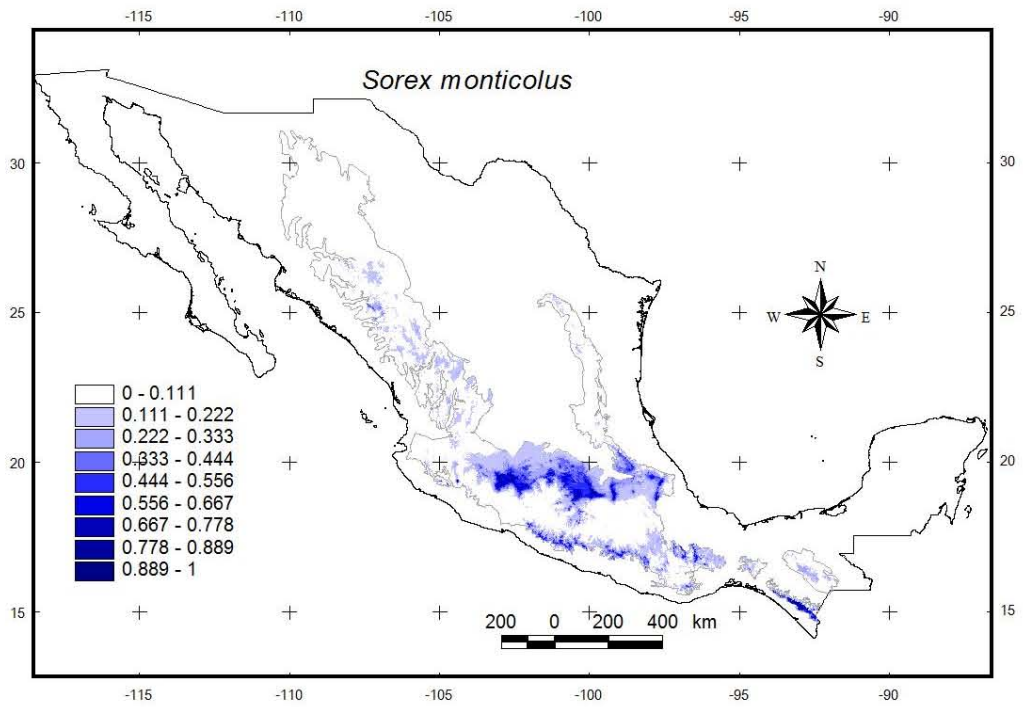 -115 -110 -105 -100 -95 -90
Sorex monticolus
30 30
N
25 W E 25
S
0 - 0.111
0.111 - 0.222
0.222 - 0.333
0.333 - 0.444
20 20
0.444 - 0.556
0.556 - 0.667
0.667 - 0.778
0.778 - 0.889
0.889 - 1
15 15
200 0 200 400 km
-115 -110 -105 -100 -95 -90